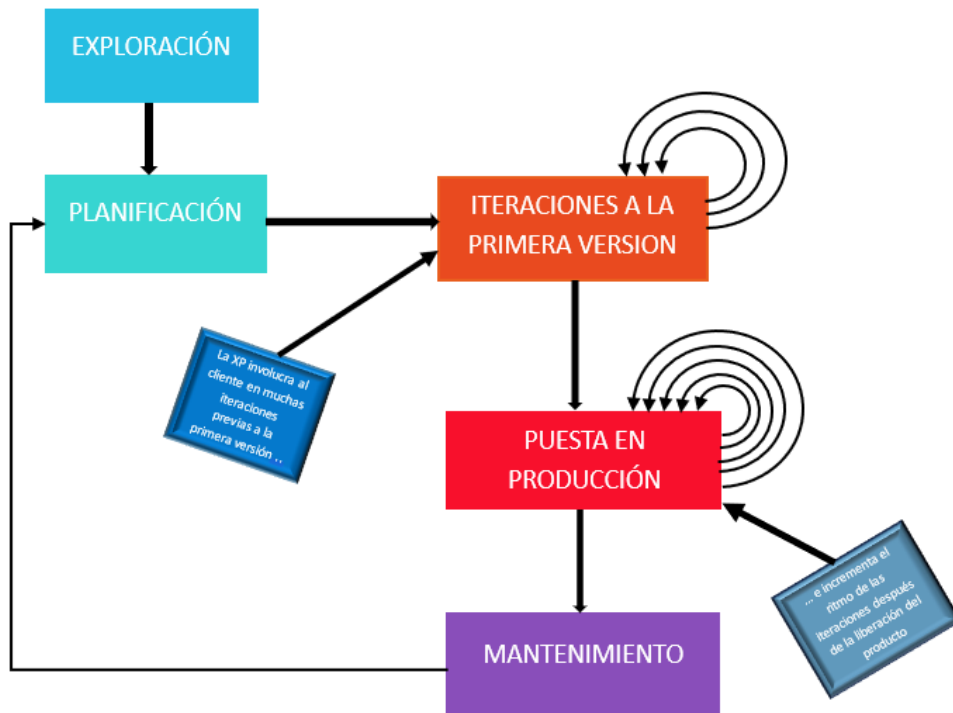 EXPLORACIÓN
PLANIFICACIÓN
ITERACIONES A LA
PRIMERA VERSION
La XP involucra al
cliente en muchas
iteraciones
previas a la
primera versión ..
PUESTA EN
PRODUCCIÓN
... e incrementa el
ritmo de las
iteraciones después
de la liberación del
producto
MANTENIMIENTO